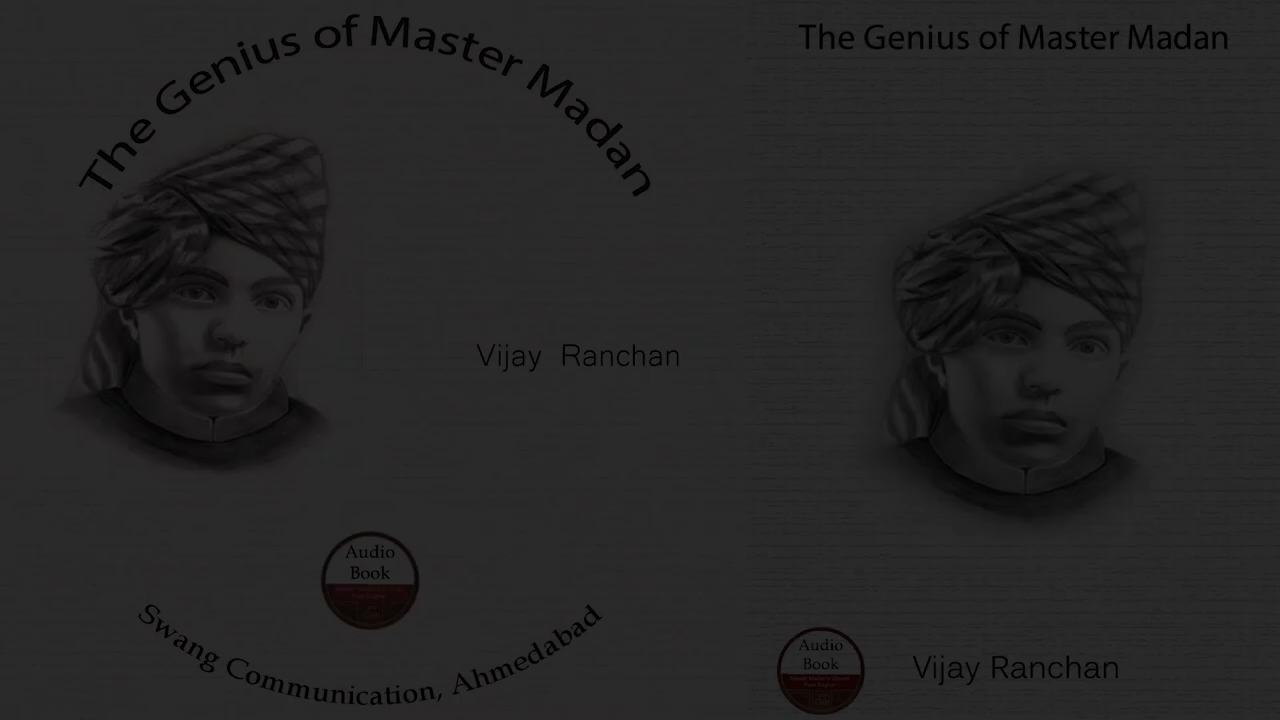 The Genius of Master Madan
Vijay Ranchan
Audio
Book
Swang Communication, Ahmedabad
The Genius of Master Madan
Audio
Book
Vijay Ranchan